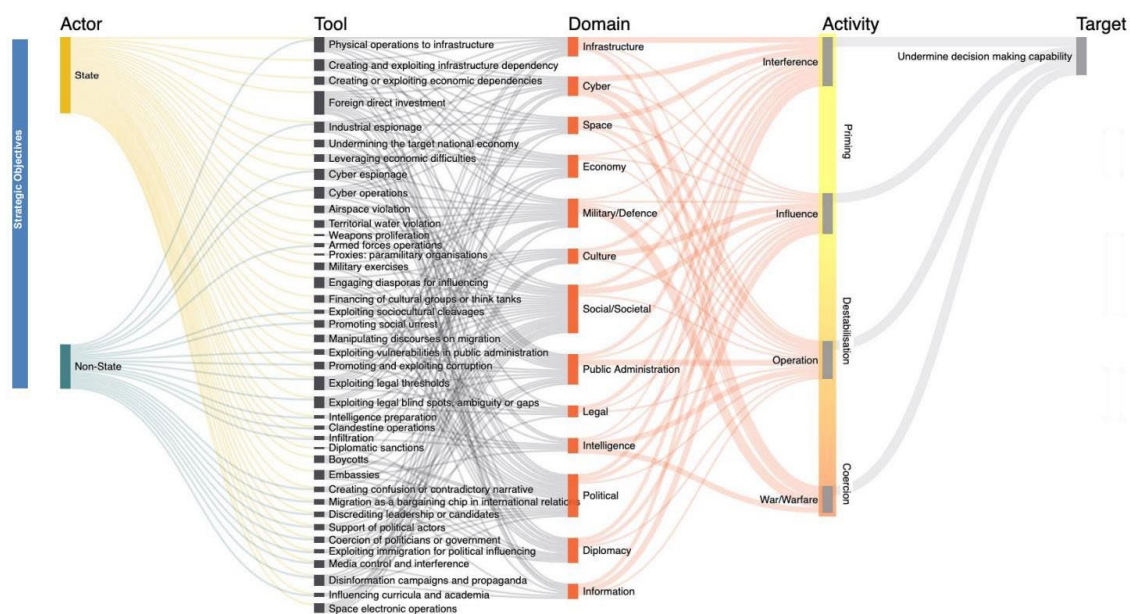 Actor
Tool
Domain
Activity
Target
Strategic Objectives
State
Non-State
Physical operations to infrastructure
Creating and exploiting infrastructure dependency
Creating or exploiting economic dependencies
Foreign direct investment
Industrial espionage
Undermining the target national economy
Leveraging economic difficulties
Cyber espionage
Cyber operations
Airspace violation
Territorial water violation
Weapons proliferation
Armed forces operations
Proxies: paramilitary organisations
Military exercises
Engaging diasporas for influencing
Financing of cultural groups or think tanks
Exploiting sociocultural cleavages
Promoting social unrest
Manipulating discourses on migration
Exploiting vulnerabilities in public administration
Promoting and exploiting corruption
Exploiting legal thresholds
Exploiting legal blind spots, ambiguity or gaps
Intelligence preparation
Clandestine operations
Infiltration
Diplomatic sanctions
Boycotts
Embassies
Creating confusion or contradictory narrative
Migration as a bargaining chip in international relations
Discrediting leadership or candidates
Support of political actors
Coercion of politicians or government
Exploiting immigration for political influencing
Media control and interference
Disinformation campaigns and propaganda
Influencing curricula and academia
Space electronic operations
Infrastructure
Cyber
Space
Economy
Military/Defence
Culture
Social/Societal
Public Administration
Legal
Intelligence
Political
Diplomacy
Information
Interference
Influence
Operation
War/Warfare
Priming
Destabilisation
Coercion
Undermine decision making capability